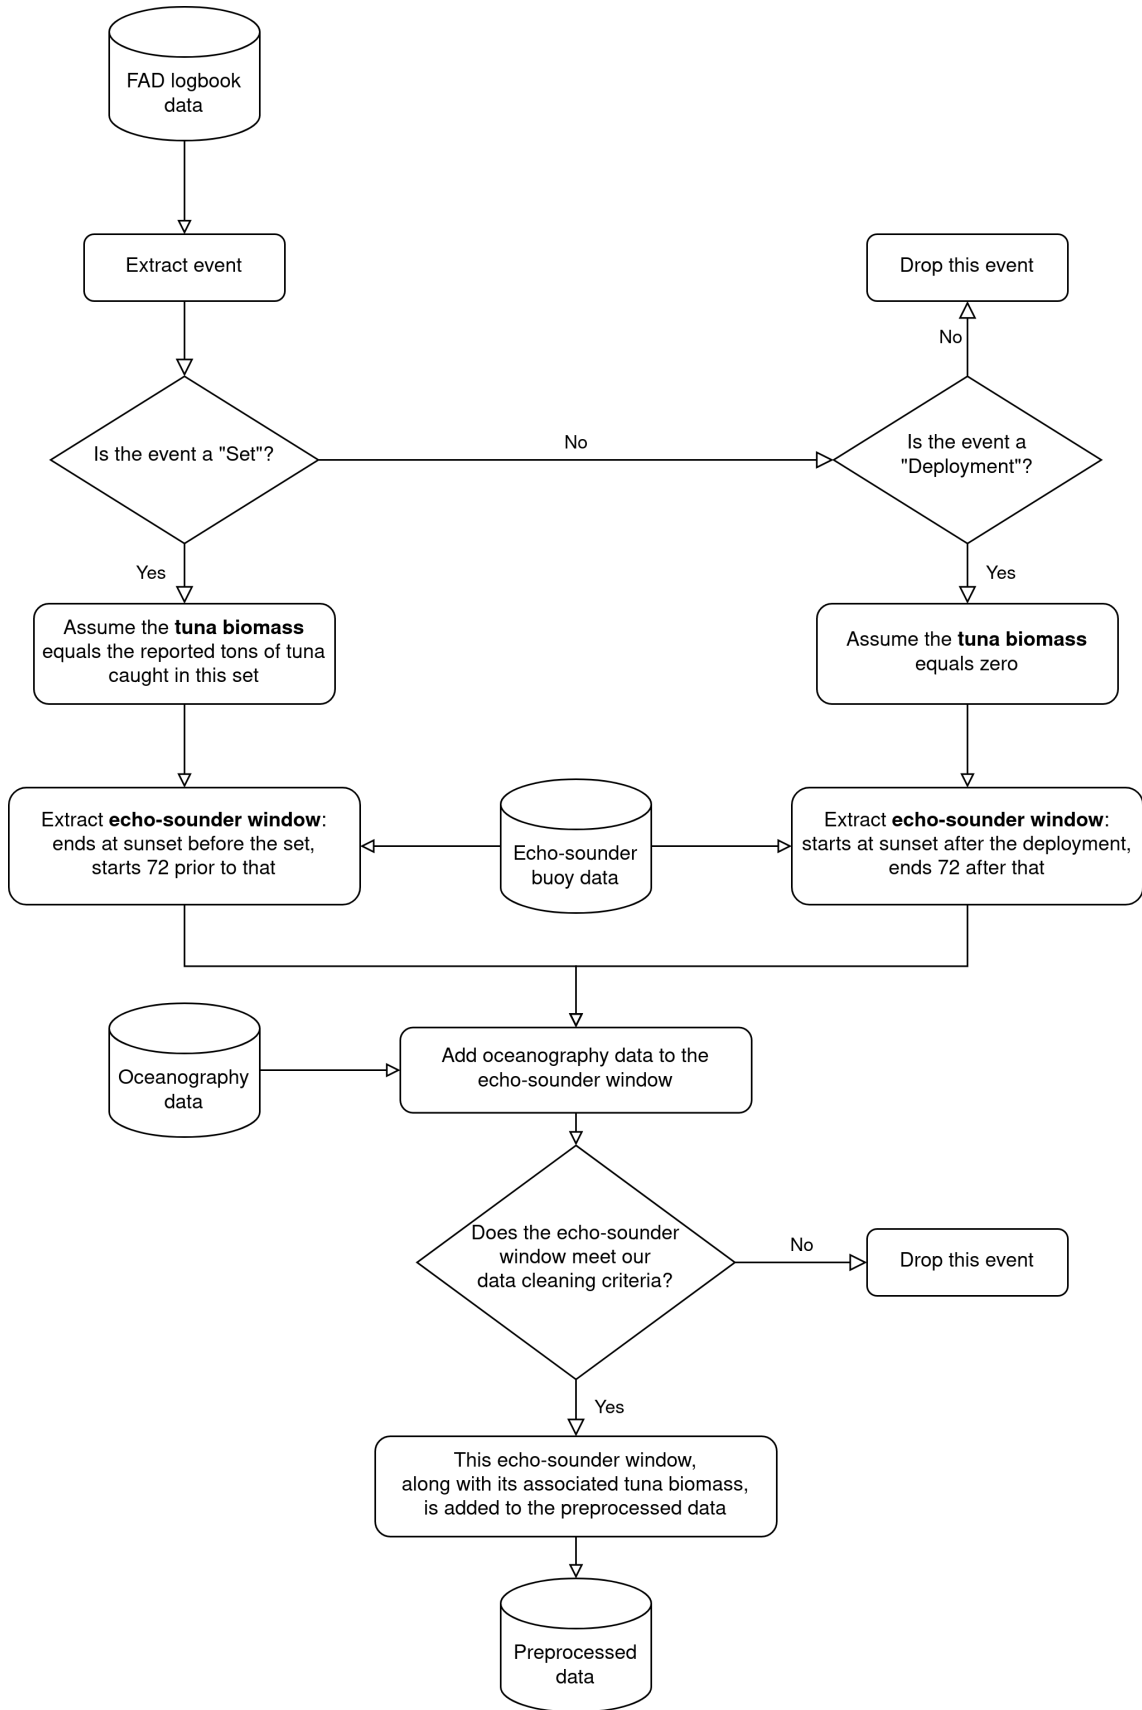 FAD logbook
data
Extract event
Drop this event
No
Is the event a "Set"?
No
Is the event a
"Deployment"?
Yes
Yes
Assume the tuna biomass
equals the reported tons of tuna
caught in this set
Assume the tuna biomass
equals zero
Extract echo-sounder window:
ends at sunset before the set,
starts 72 prior to that
Echo-sounder
buoy data
Extract echo-sounder window:
starts at sunset after the deployment,
ends 72 after that
Oceanography
data
Add oceanography data to the
echo-sounder window
Does the echo-sounder
window meet our
data cleaning criteria?
No
Drop this event
Yes
This echo-sounder window,
along with its associated tuna biomass,
is added to the preprocessed data
Preprocessed
data